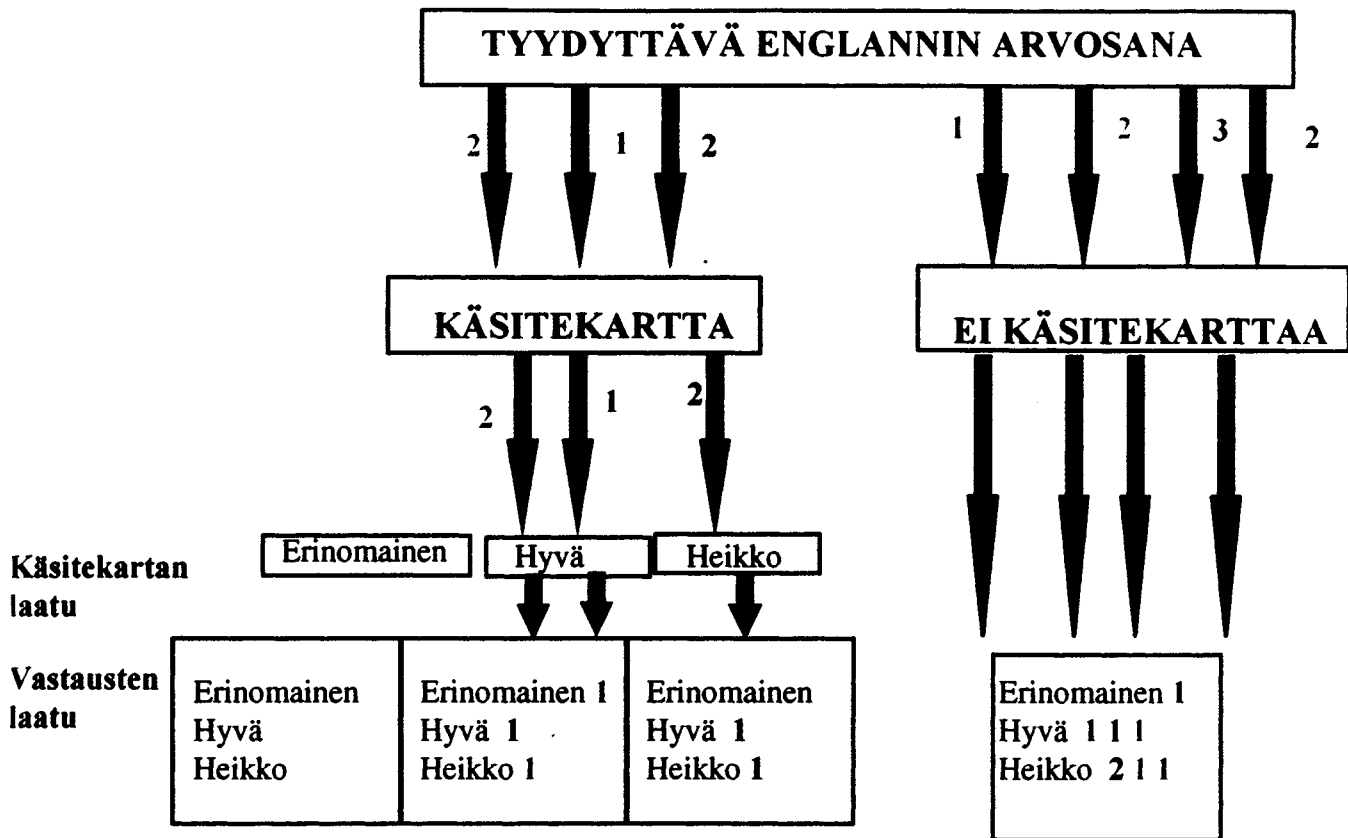 TYYDYTTÄVÄ ENGLANNIN ARVOSANA
2 1 2 1 2 3 2
KÄSITEKARTTA
EI KÄSITEKARTTAA
2 1 2
Käsitekartan
laatu
Erinomainen
Hyvä
Heikko
Vastausten
laatu
Erinomainen
Hyvä
Heikko
Erinomainen 1
Hyvä 1
Heikko 1
Erinomainen
Hyvä 1
Heikko 1
Erinomainen 1
Hyvä 1 1 1
Heikko 2 1 1